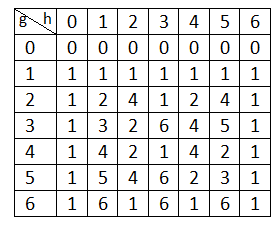 g h 0 1 2 3 4 5 6
0 0 0 0 0 0 0 0
1 1 1 1 1 1 1 1
2 1 2 4 1 2 4 1
3 1 3 2 6 4 5 1
4 1 4 2 1 4 2 1
5 1 5 4 6 2 3 1
6 1 6 1 6 1 6 1